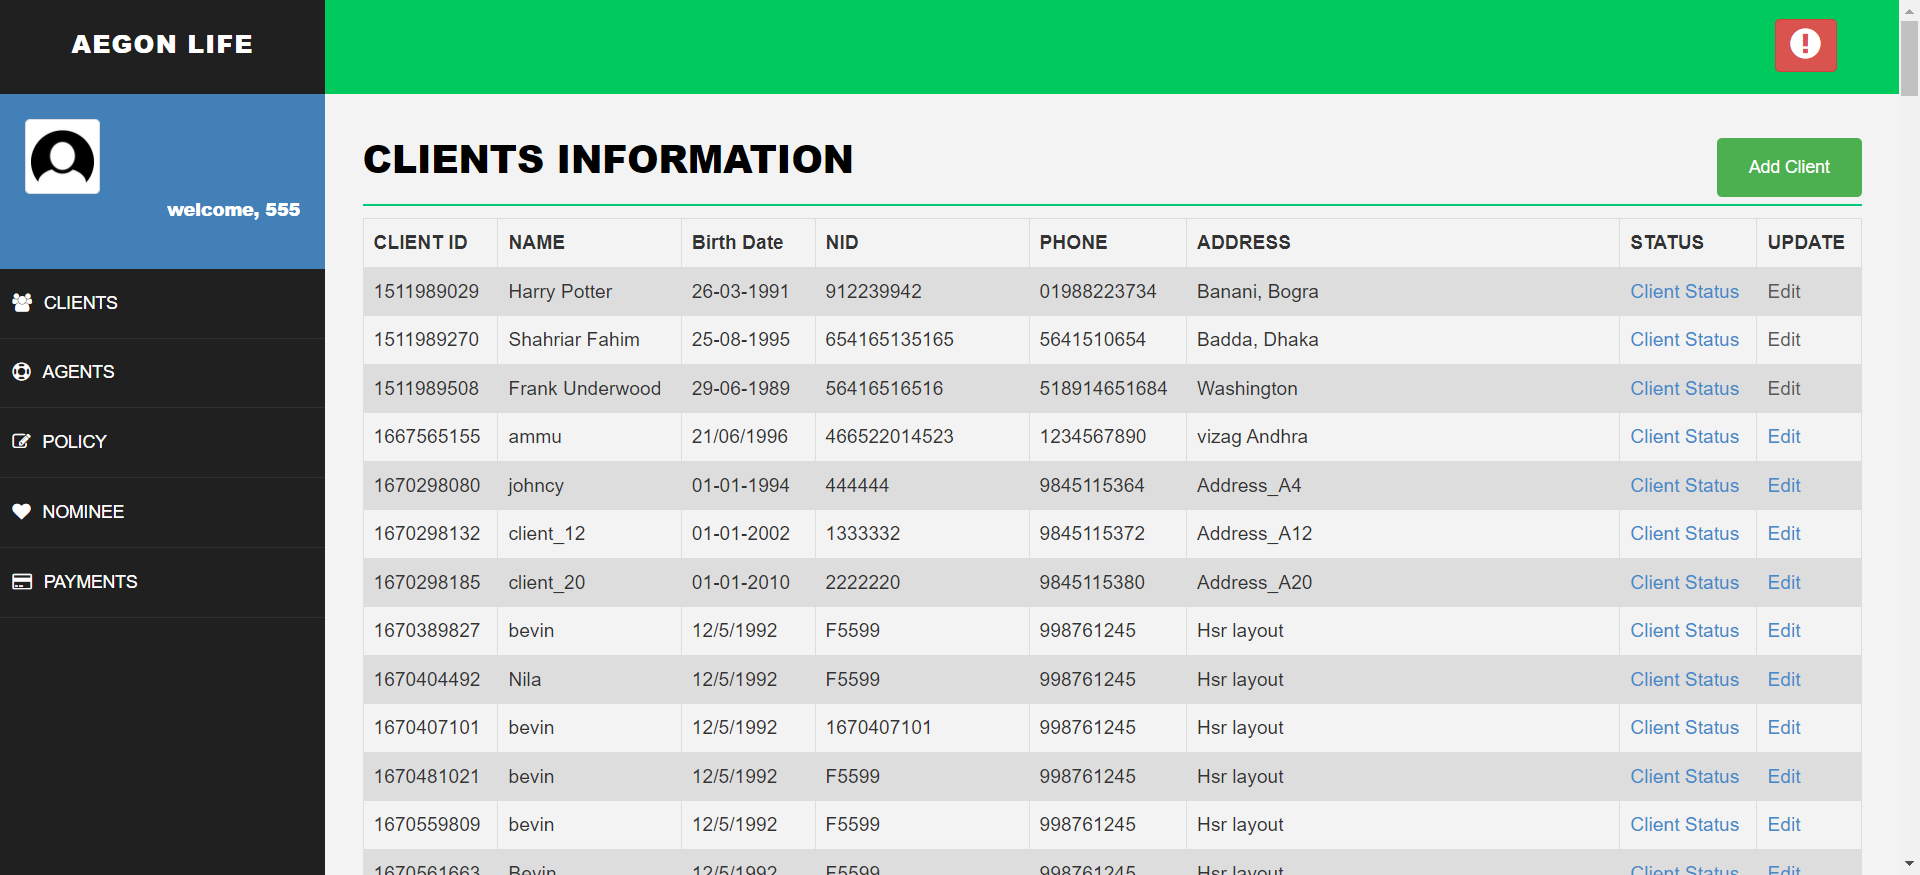 AEGON LIFE
welcome, 555
CLIENTS
AGENTS
POLICY
NOMINEE
PAYMENTS
CLIENTS INFORMATION
Add Client
CLIENT ID NAME Birth Date NID PHONE ADDRESS STATUS UPDATE
1511989029 Harry Potter 26-03-1991 912239942 01988223734 Banani, Bogra Client Status Edit
1511989270 Shahriar Fahim 25-08-1995 654165135165 5641510654 Badda, Dhaka Client Status Edit
1511989508 Frank Underwood 29-06-1989 56416516516 518914651684 Washington Client Status Edit
1667565155 ammu 21/06/1996 466522014523 1234567890 vizag Andhra Client Status Edit
1670298080 johncy 01-01-1994 444444 9845115364 Address_A4 Client Status Edit
1670298132 client_12 01-01-2002 1333332 9845115372 Address_A12 Client Status Edit
1670298185 client_20 01-01-2010 2222220 9845115380 Address_A20 Client Status Edit
1670389827 bevin 12/5/1992 F5599 998761245 Hsr layout Client Status Edit
1670404492 Nila 12/5/1992 F5599 998761245 Hsr layout Client Status Edit
1670407101 bevin 12/5/1992 1670407101 998761245 Hsr layout Client Status Edit
1670481021 bevin 12/5/1992 F5599 998761245 Hsr layout Client Status Edit
1670559809 bevin 12/5/1992 F5599 998761245 Hsr layout Client Status Edit
1670561663 Bevin 12/5/1992 F5599 998761245 Hsr layout Client Status Edit